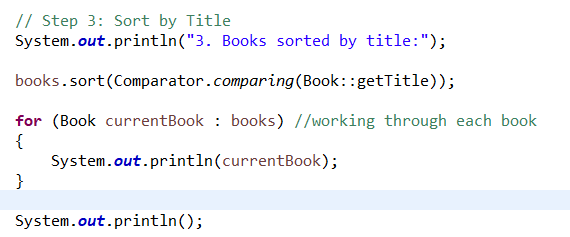 // Step 3: Sort by Title
System.out.println("3. Books sorted by title:");
books.sort(Comparator.comparing(Book::getTitle));
for (Book currentBook : books) //working through each book
{
    System.out.println(currentBook);
}
System.out.println();